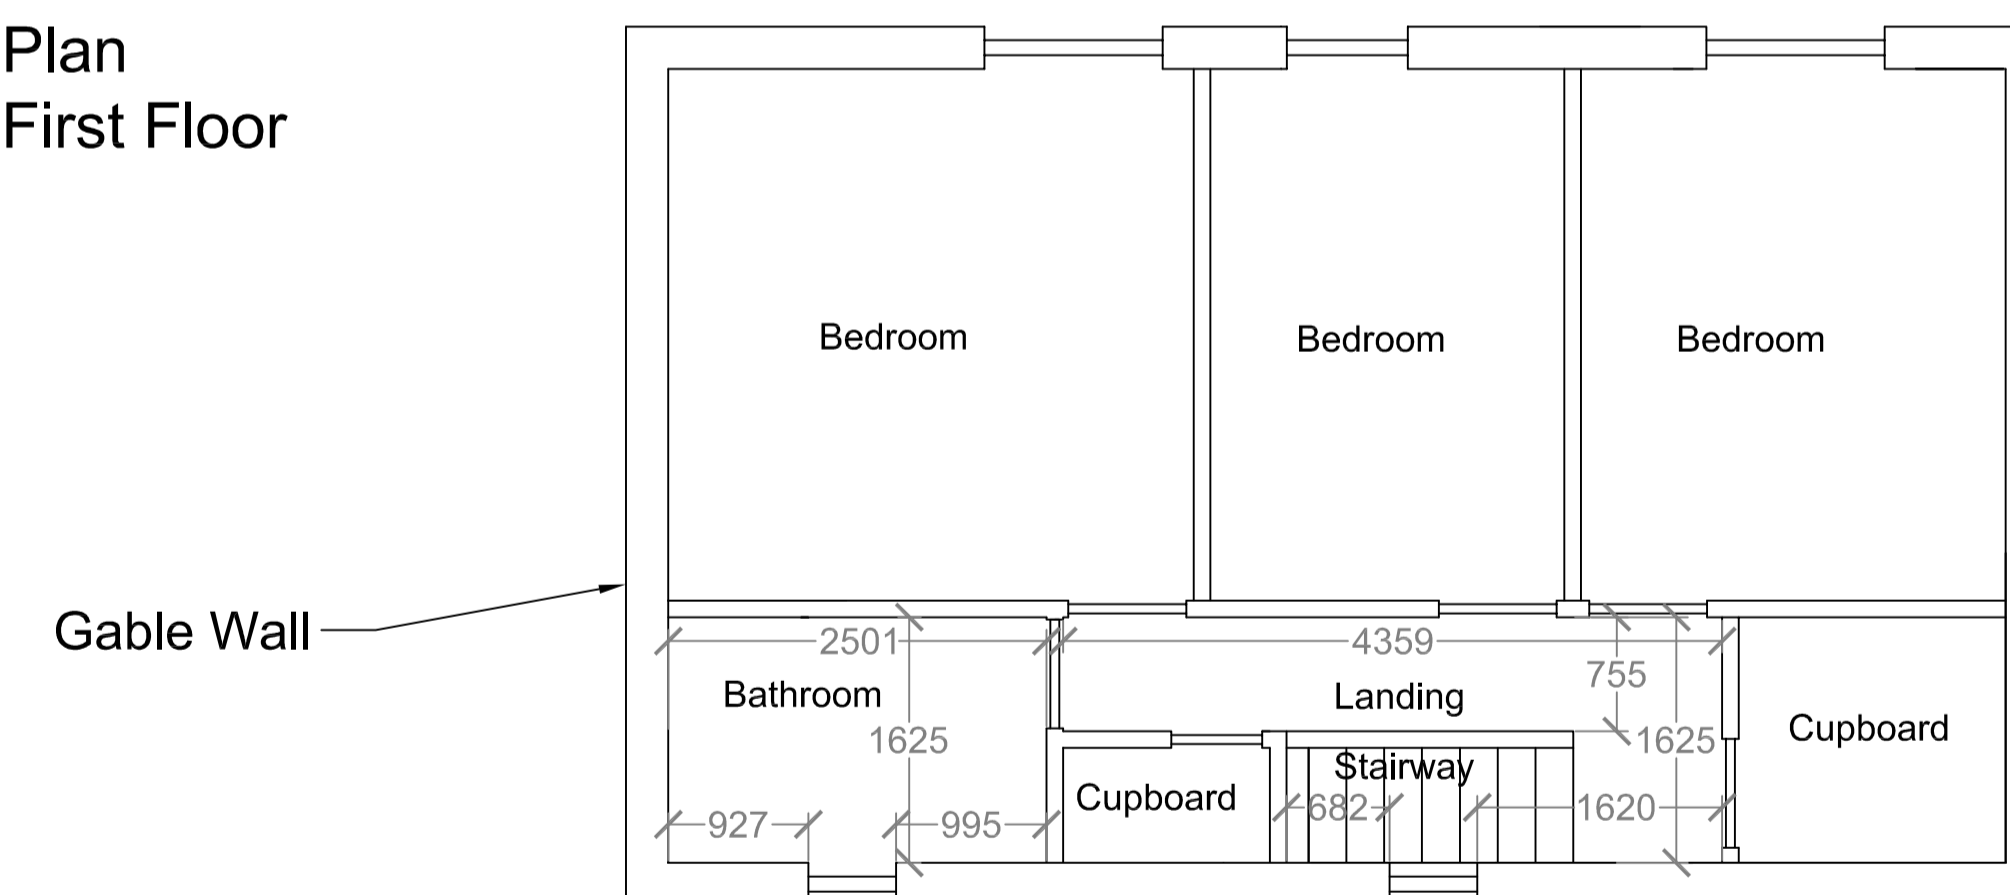 Plan
First Floor
Bedroom
Bedroom
Bedroom
Gable Wall
2501
4359
755
Bathroom
Landing
1625
1625
Cupboard
Stairway
Cupboard
682
1620
927
995